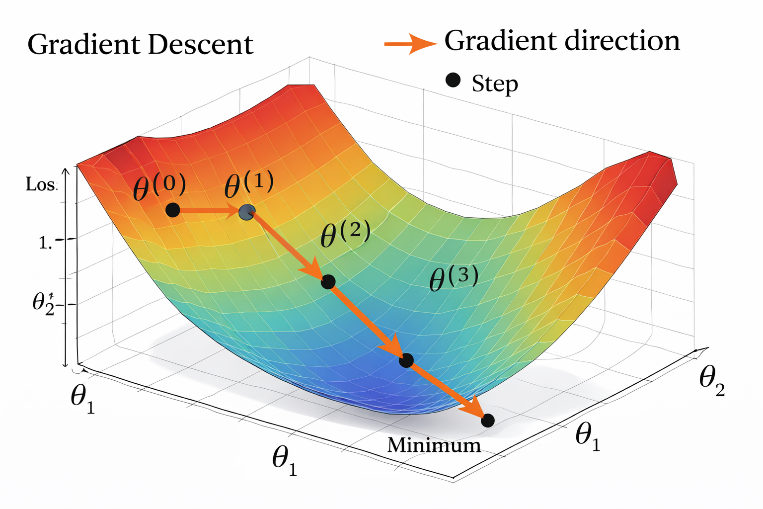 Gradient Descent
Gradient direction
Step
Los.
θ⁽⁰⁾
θ⁽¹⁾
θ⁽²⁾
θ⁽³⁾
1.
θ₂
θ₁
θ₂
θ₁
Minimum
θ₁